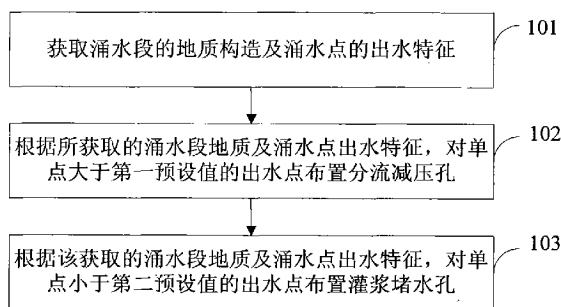 获取涌水段的地质构造及涌水点的出水特征
101
根据所获取的涌水段地质及涌水点出水特征，对单
点大于第一预设值的出水点布置分流减压孔
102
根据该获取的涌水段地质及涌水点出水特征，对单
点小于第二预设值的出水点布置灌浆堵水孔
103